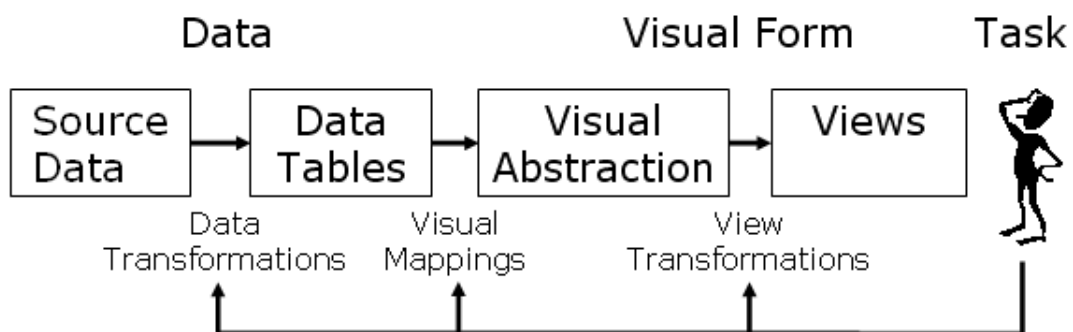 Data
Visual Form
Task
Source
Data
Data
Tables
Visual
Abstraction
Views
Data
Transformations
Visual
Mappings
View
Transformations